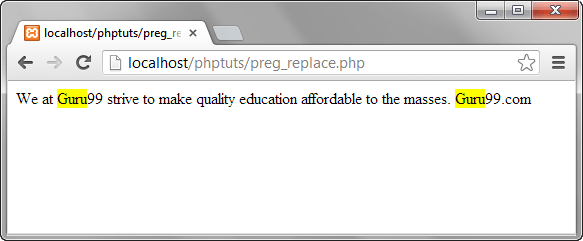 localhost/phptuts/preg_re
localhost/phptuts/preg_replace.php
We at Guru99 strive to make quality education affordable to the masses. Guru99.com